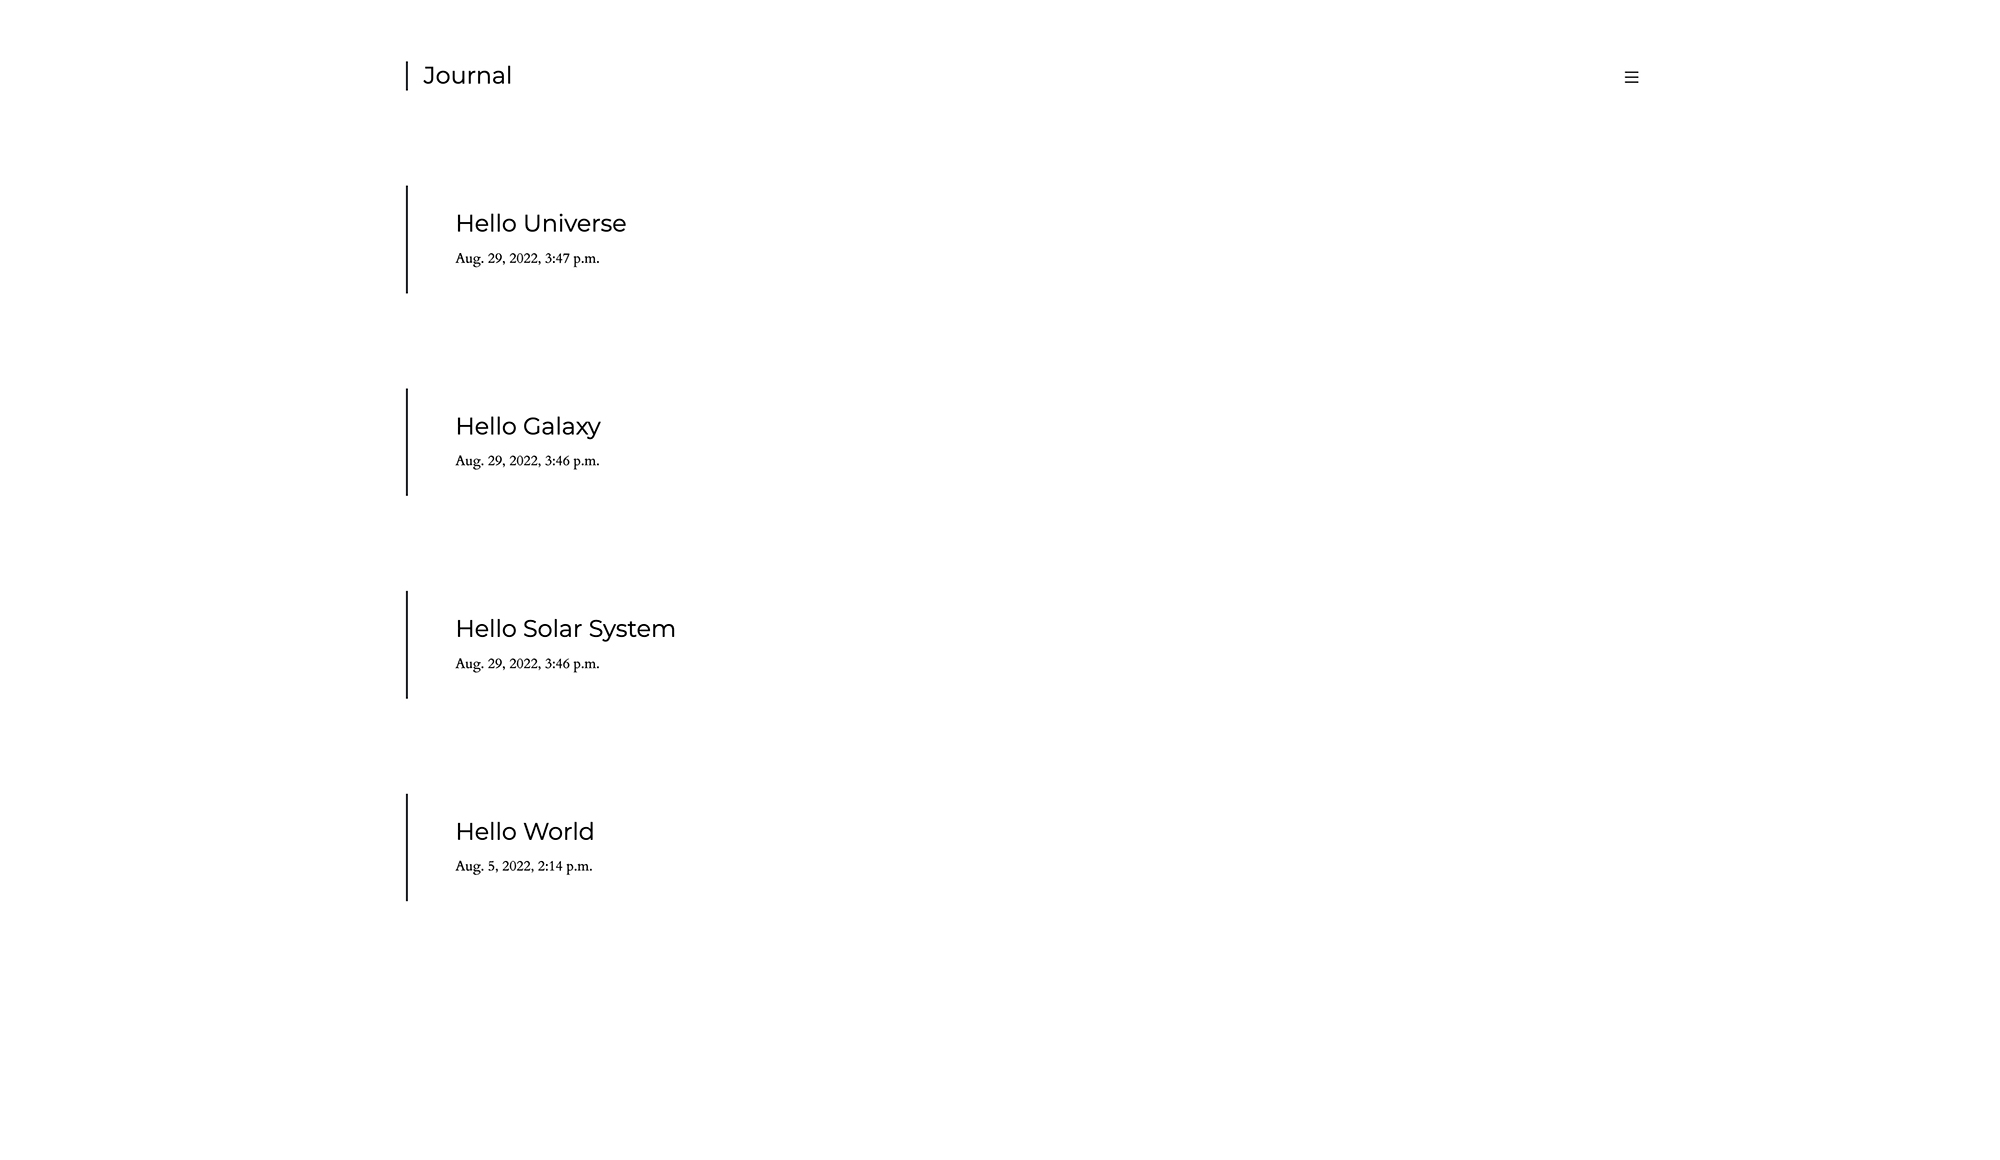 Journal
Hello Universe
Aug. 29, 2022, 3:47 p.m.
Hello Galaxy
Aug. 29, 2022, 3:46 p.m.
Hello Solar System
Aug. 29, 2022, 3:46 p.m.
Hello World
Aug. 5, 2022, 2:14 p.m.